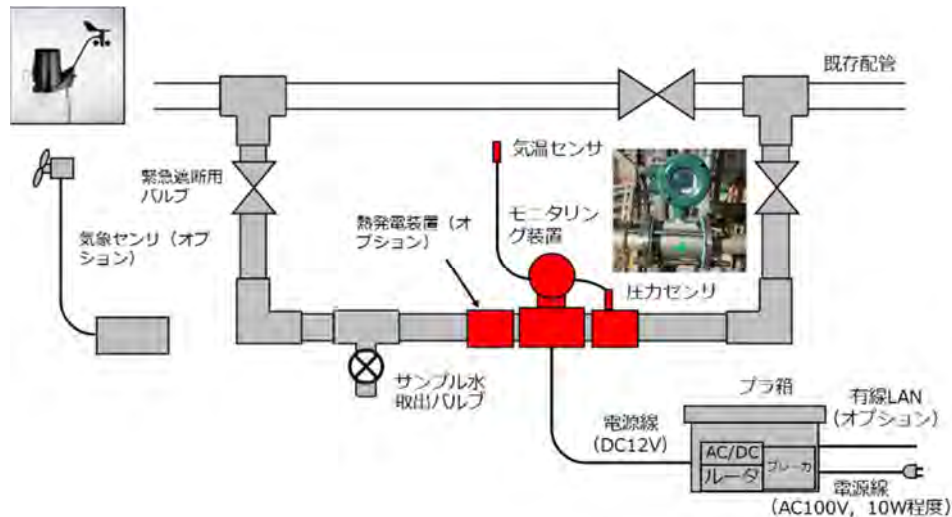 既存配管
気温センサ
緊急遮断用
バルブ
熱発電装置（オ
プション）
モニタリン
グ装置
気象センリ（オプ
ション）
圧力センリ
サンプル水
取出バルブ
プラ箱
有線LAN
（オプション）
電源線
（DC12V）
AC/DC
ルータ
ブレーカ
電源線
（AC100V，10W程度）